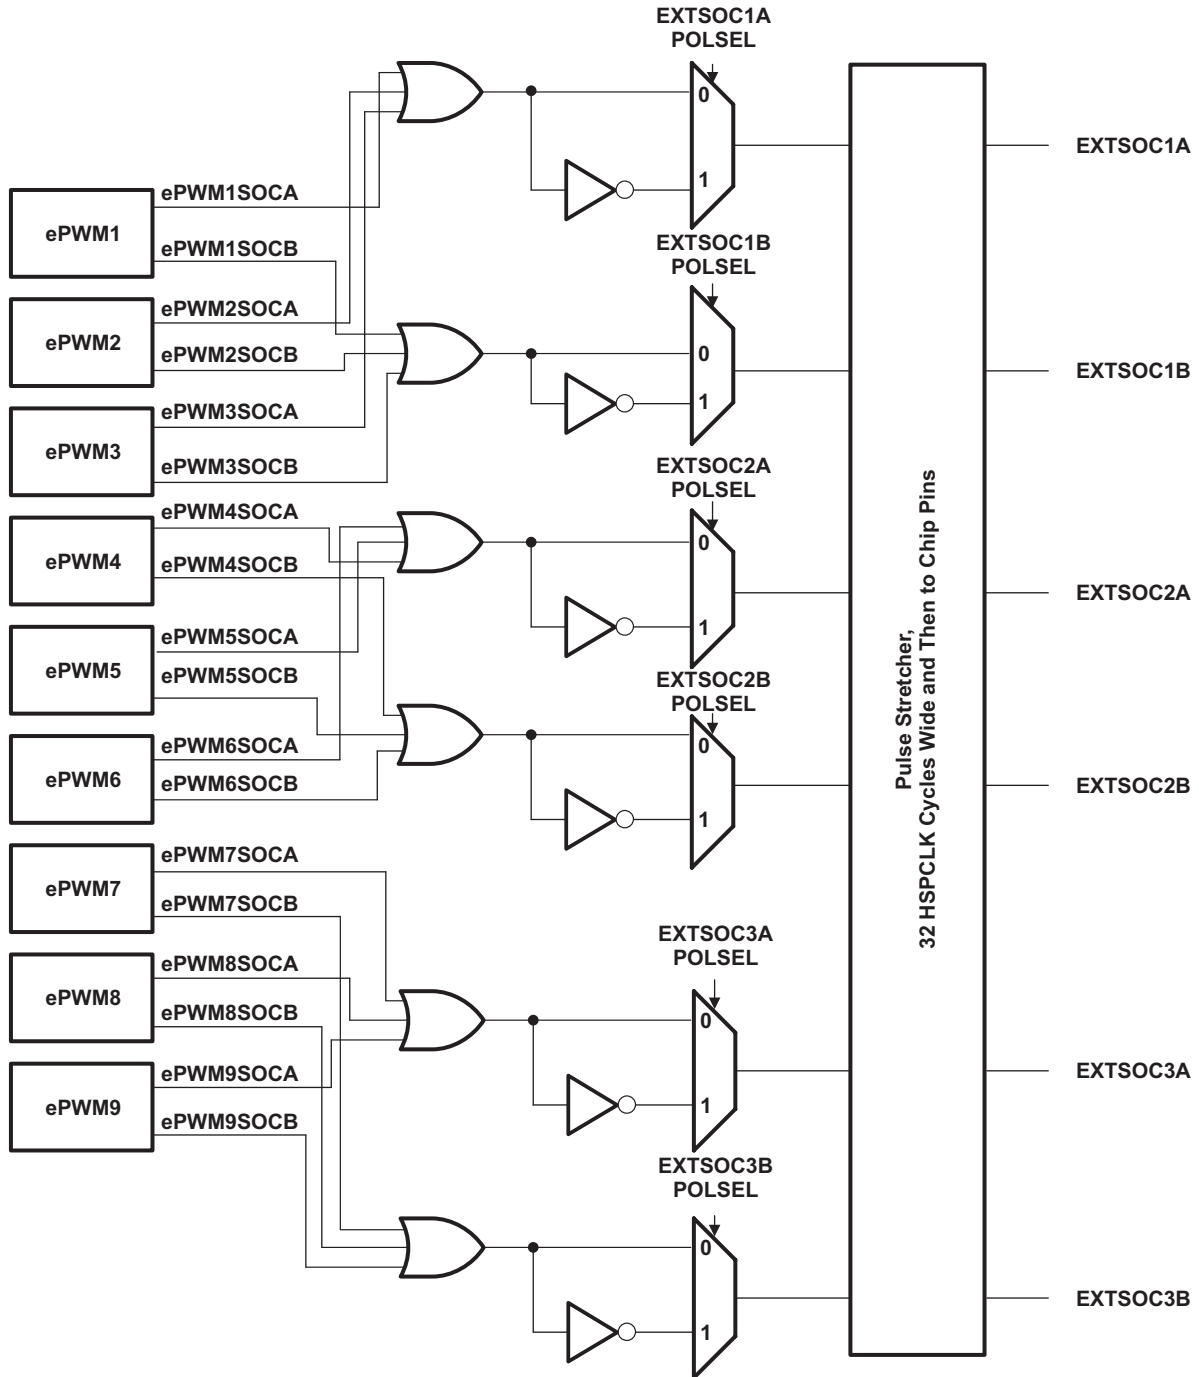 EXTSOC1A
POLSEL
0
1
EXTSOC1A
ePWM1
ePWM1SOCA
ePWM1SOCB
EXTSOC1B
POLSEL
0
1
EXTSOC1B
ePWM2
ePWM2SOCA
ePWM2SOCB
ePWM3
ePWM3SOCA
ePWM3SOCB
EXTSOC2A
POLSEL
0
1
EXTSOC2A
ePWM4
ePWM4SOCA
ePWM4SOCB
ePWM5
ePWM5SOCA
ePWM5SOCB
EXTSOC2B
POLSEL
0
1
EXTSOC2B
ePWM6
ePWM6SOCA
ePWM6SOCB
Pulse Stretcher,
32 HSPCLK Cycles Wide and Then to Chip Pins
ePWM7
ePWM7SOCA
ePWM7SOCB
EXTSOC3A
POLSEL
0
1
EXTSOC3A
ePWM8
ePWM8SOCA
ePWM8SOCB
ePWM9
ePWM9SOCA
ePWM9SOCB
EXTSOC3B
POLSEL
0
1
EXTSOC3B